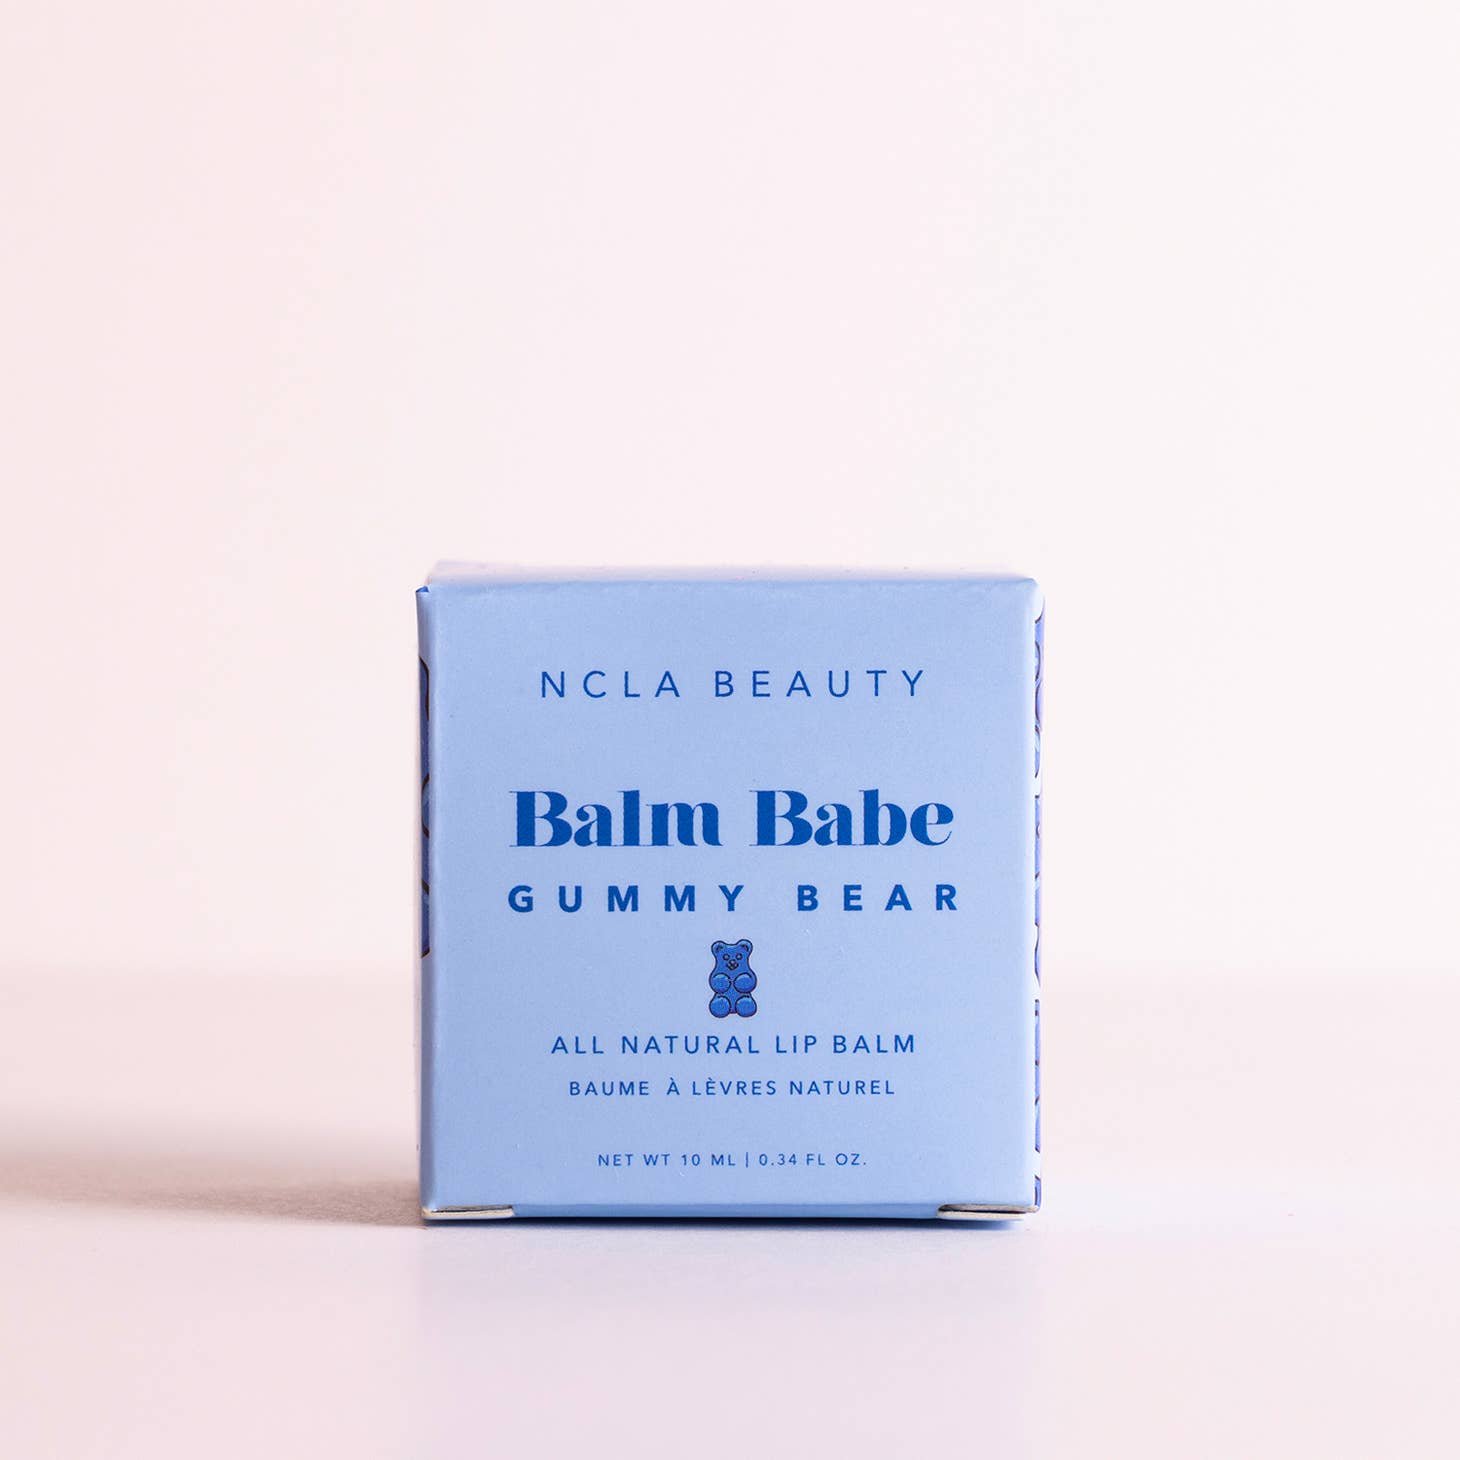 NCLA BEAUTY
Balm Babe
GUMMY BEAR
ALL NATURAL LIP BALM
BAUME À LÈVRES NATUREL
NET WT 10 ML | 0.34 FL OZ.